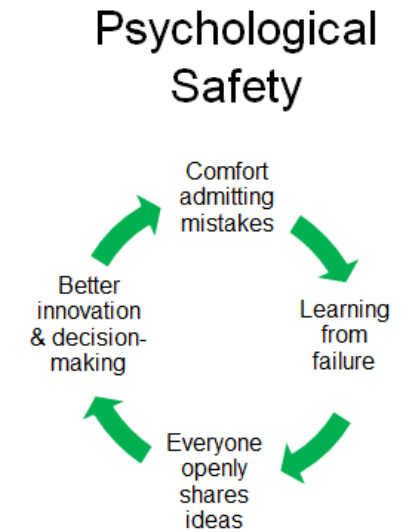 Psychological
Safety
Comfort
admitting
mistakes
Learning
from
failure
Everyone
openly
shares
ideas
Better
innovation
& decision-
making